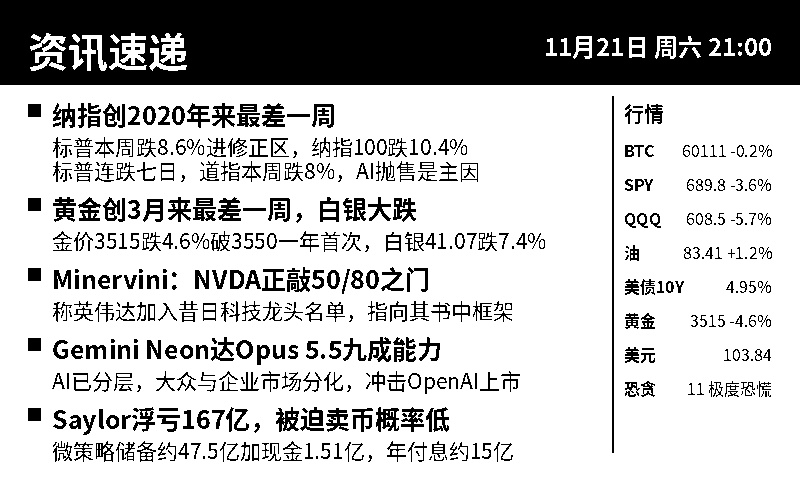 资讯速递
11月21日 周六 21:00
纳指创2020年来最差一周
标普本周跌8.6%进修正区，纳指100跌10.4%
标普连跌七日，道指本周跌8%，AI抛售是主因
黄金创3月来最差一周，白银大跌
金价3515跌4.6%破3550一年首次，白银41.07跌7.4%
Minervini：NVDA正敲50/80之门
称英伟达加入昔日科技龙头名单，指向其书中框架
Gemini Neon达Opus 5.5九成能力
AI已分层，大众与企业市场分化，冲击OpenAI上市
Saylor浮亏167亿，被迫卖币概率低
微策略储备约47.5亿加现金1.51亿，年付息约15亿
行情
BTC 60111 -0.2%
SPY 689.8 -3.6%
QQQ 608.5 -5.7%
油 83.41 +1.2%
美债10Y 4.95%
黄金 3515 -4.6%
美元 103.84
恐贪 11 极度恐慌